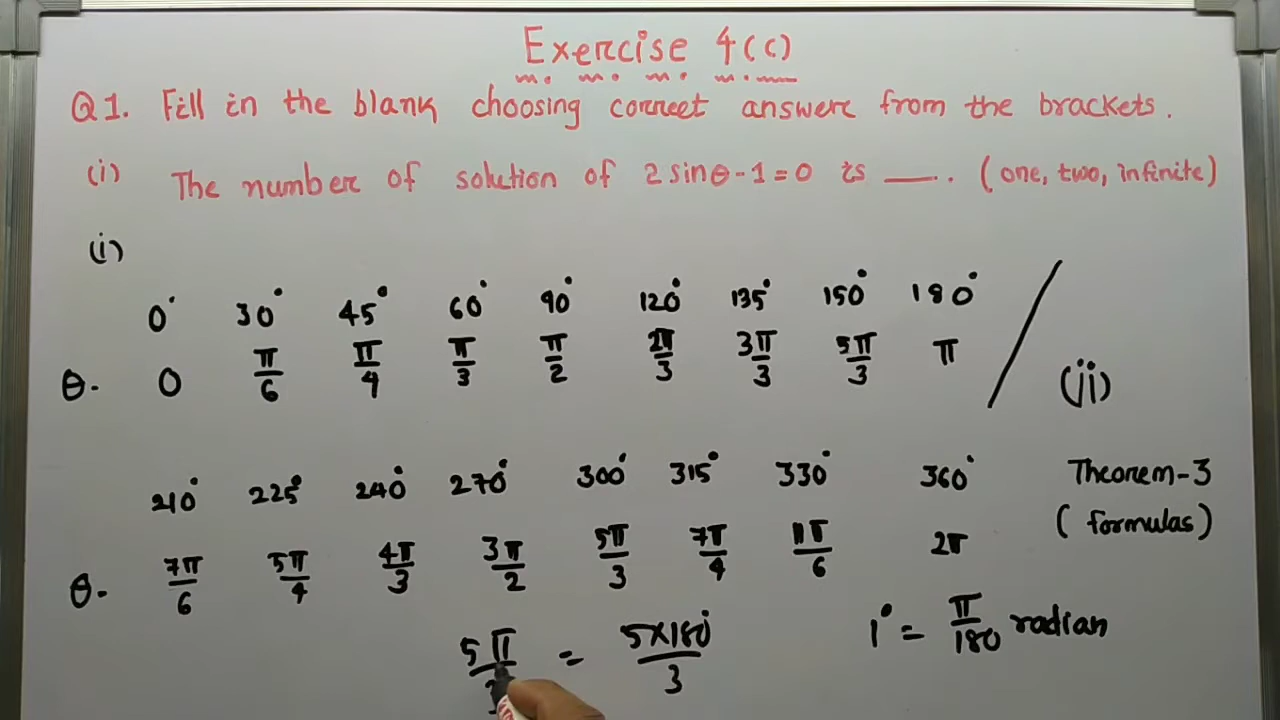 Exercise 4(c)
Q1. Fill in the blank choosing correct answere from the brackets.
(i) The number of solution of 2 sinθ - 1 = 0 is ___. (one, two, infinite)
(i)
0° 30° 45° 60° 90° 120° 135° 150° 180°
θ. 0 π/6 π/4 π/3 π/2 2π/3 3π/3 5π/3 π
(ii)
210° 225° 240° 270° 300° 315° 330° 360°
θ. 7π/6 5π/4 4π/3 3π/2 5π/3 7π/4 11π/6 2π
Theorem-3
(formulas)
5π/3 = 5×180°/3
1° = π/180 radian